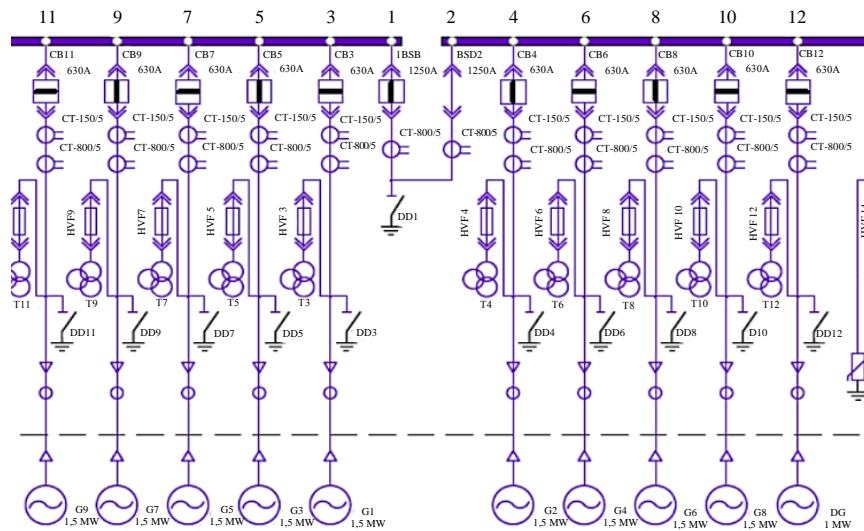 11 9 7 5 3 1 2 4 6 8 10 12
CB11 CB9 CB7 CB5 CB3 1BSB BSD2 CB4 CB6 CB8 CB10 CB12
630A 630A 630A 630A 630A 1250A 1250A 630A 630A 630A 630A 630A
CT-150/5 CT-150/5 CT-150/5 CT-150/5 CT-150/5 CT-150/5 CT-150/5 CT-150/5 CT-150/5 CT-150/5
CT-800/5 CT-800/5
CT-800/5 CT-800/5 CT-800/5 CT-800/5 CT-800/5 CT-800/5 CT-800/5 CT-800/5 CT-800/5 CT-800/5
HVF9 HVF7 HVF 5 HVF 3 HVF 4 HVF 6 HVF 8 HVF 10 HVF 12
DD1
T11 T9 T7 T5 T3 T4 T6 T8 T10 T12
DD11 DD9 DD7 DD5 DD3 DD4 DD6 DD8 D10 DD12
G9 G7 G5 G3 G1 G2 G4 G6 G8 DG
1,5 MW 1,5 MW 1,5 MW 1,5 MW 1,5 MW 1,5 MW 1,5 MW 1,5 MW 1,5 MW 1 MW